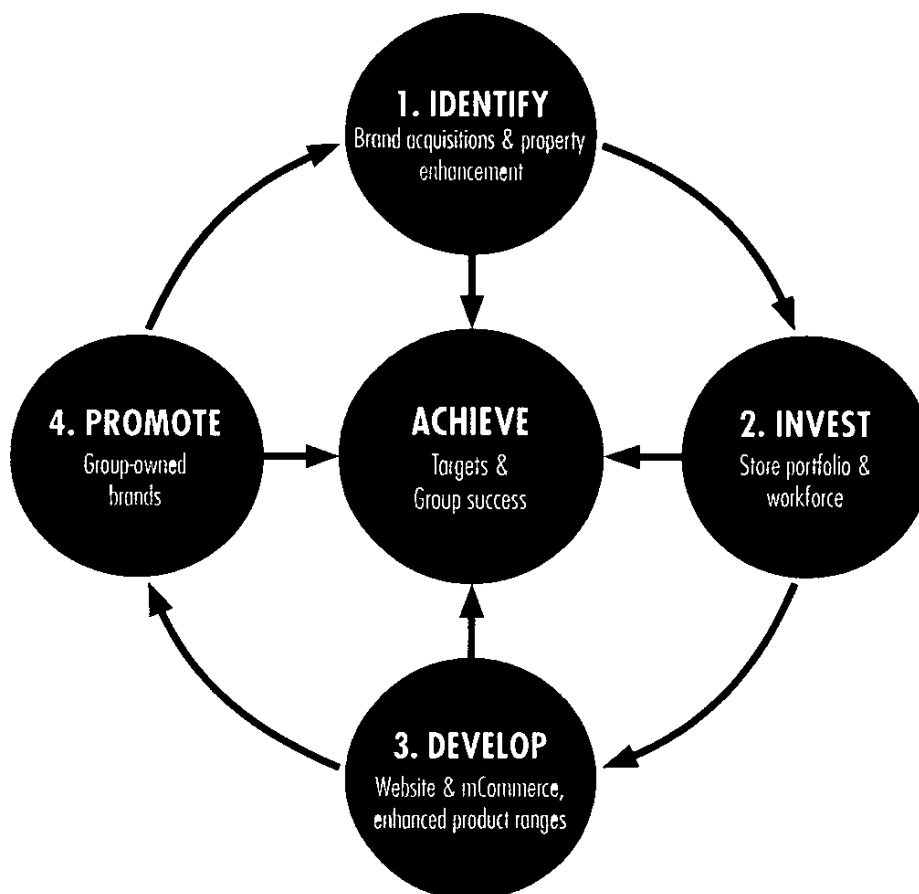 1. IDENTIFY
Brand acquisitions & property
enhancement
4. PROMOTE
Group-owned
brands
ACHIEVE
Targets &
Group success
2. INVEST
Store portfolio &
workforce
3. DEVELOP
Website & mCommerce,
enhanced product ranges